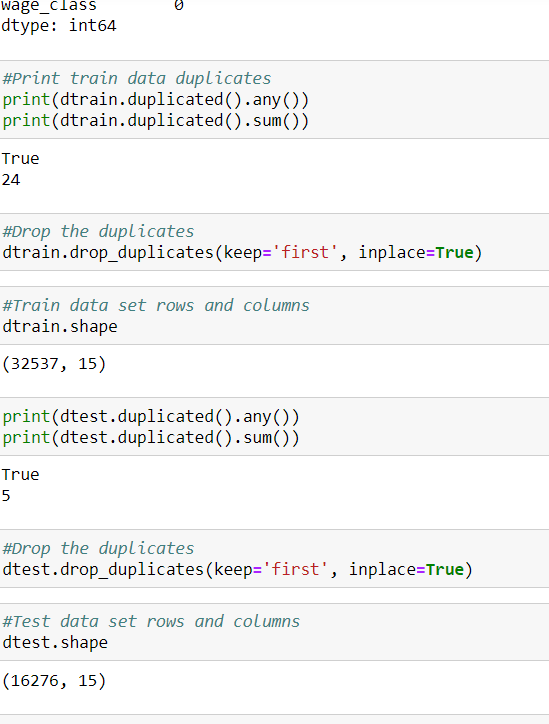 wage_class 0
dtype: int64
#Print train data duplicates
print(dtrain.duplicated().any())
print(dtrain.duplicated().sum())
True
24
#Drop the duplicates
dtrain.drop_duplicates(keep='first', inplace=True)
#Train data set rows and columns
dtrain.shape
(32537, 15)
print(dtest.duplicated().any())
print(dtest.duplicated().sum())
True
5
#Drop the duplicates
dtest.drop_duplicates(keep='first', inplace=True)
#Test data set rows and columns
dtest.shape
(16276, 15)